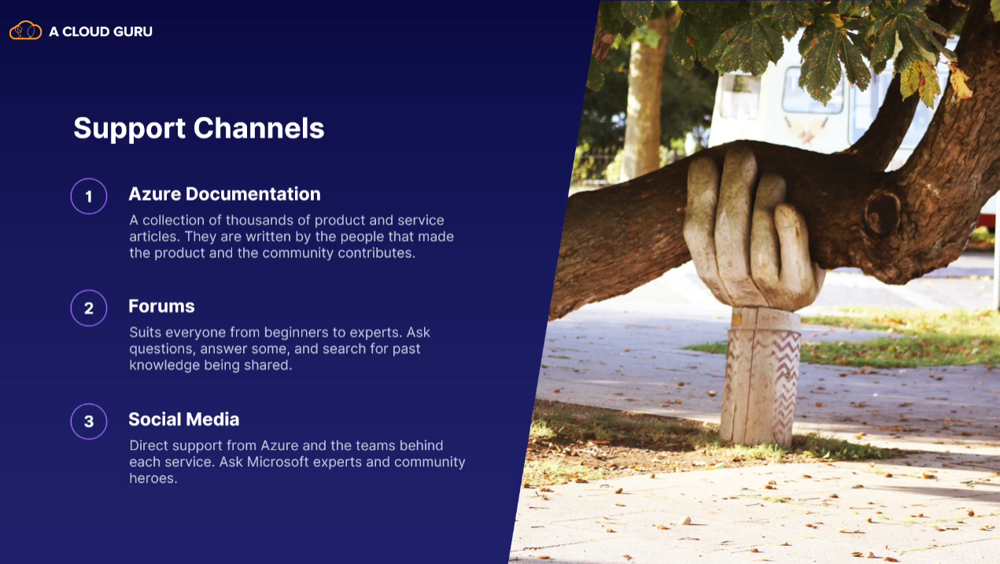 A CLOUD GURU
Support Channels
1
Azure Documentation
A collection of thousands of product and service
articles. They are written by the people that made
the product and the community contributes.
2
Forums
Suits everyone from beginners to experts. Ask
questions, answer some, and search for past
knowledge being shared.
3
Social Media
Direct support from Azure and the teams behind
each service. Ask Microsoft experts and community
heroes.